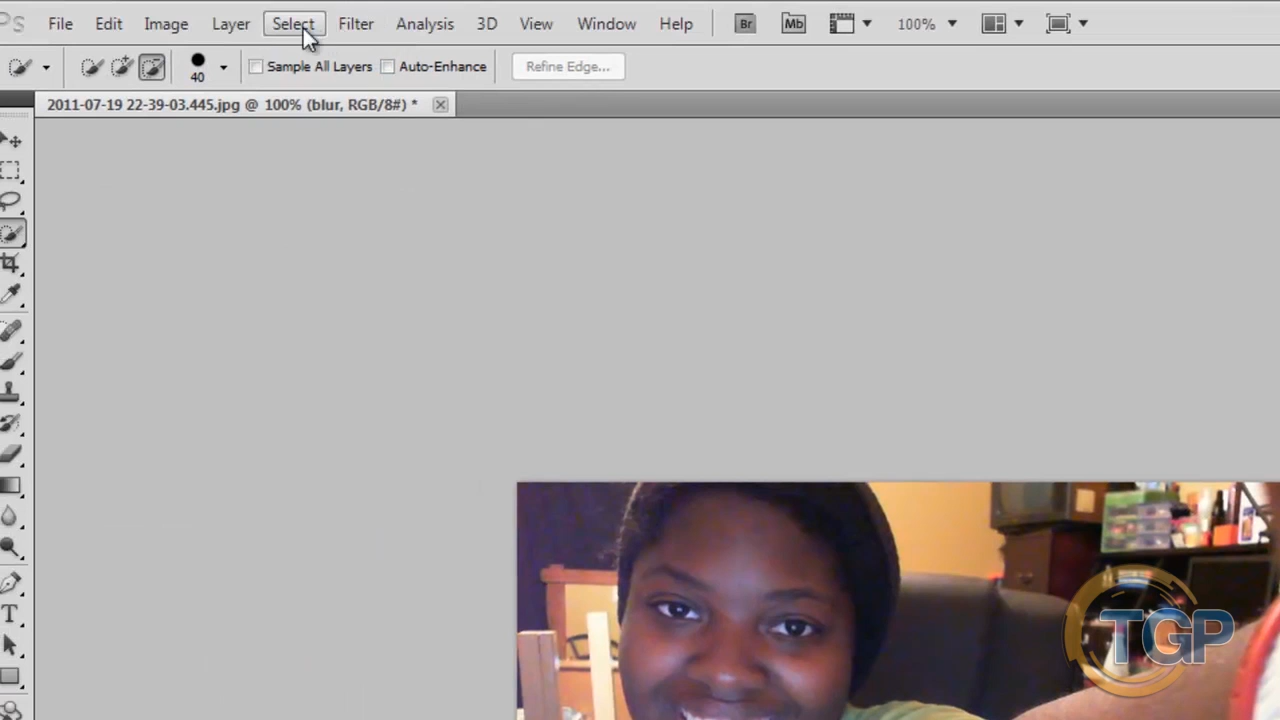 Ps File Edit Image Layer Select Filter Analysis 3D View Window Help Br Mb 100%
40 Sample All Layers Auto-Enhance Refine Edge...
2011-07-19 22-39-03.445.jpg @ 100% (blur, RGB/8#) *
T
TGP